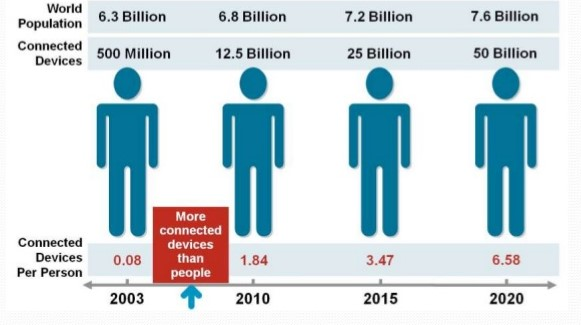 World
Population
6.3 Billion 6.8 Billion 7.2 Billion 7.6 Billion
Connected
Devices
500 Million 12.5 Billion 25 Billion 50 Billion
More
connected
devices
than
people
Connected
Devices
Per Person
0.08 1.84 3.47 6.58
2003 2010 2015 2020